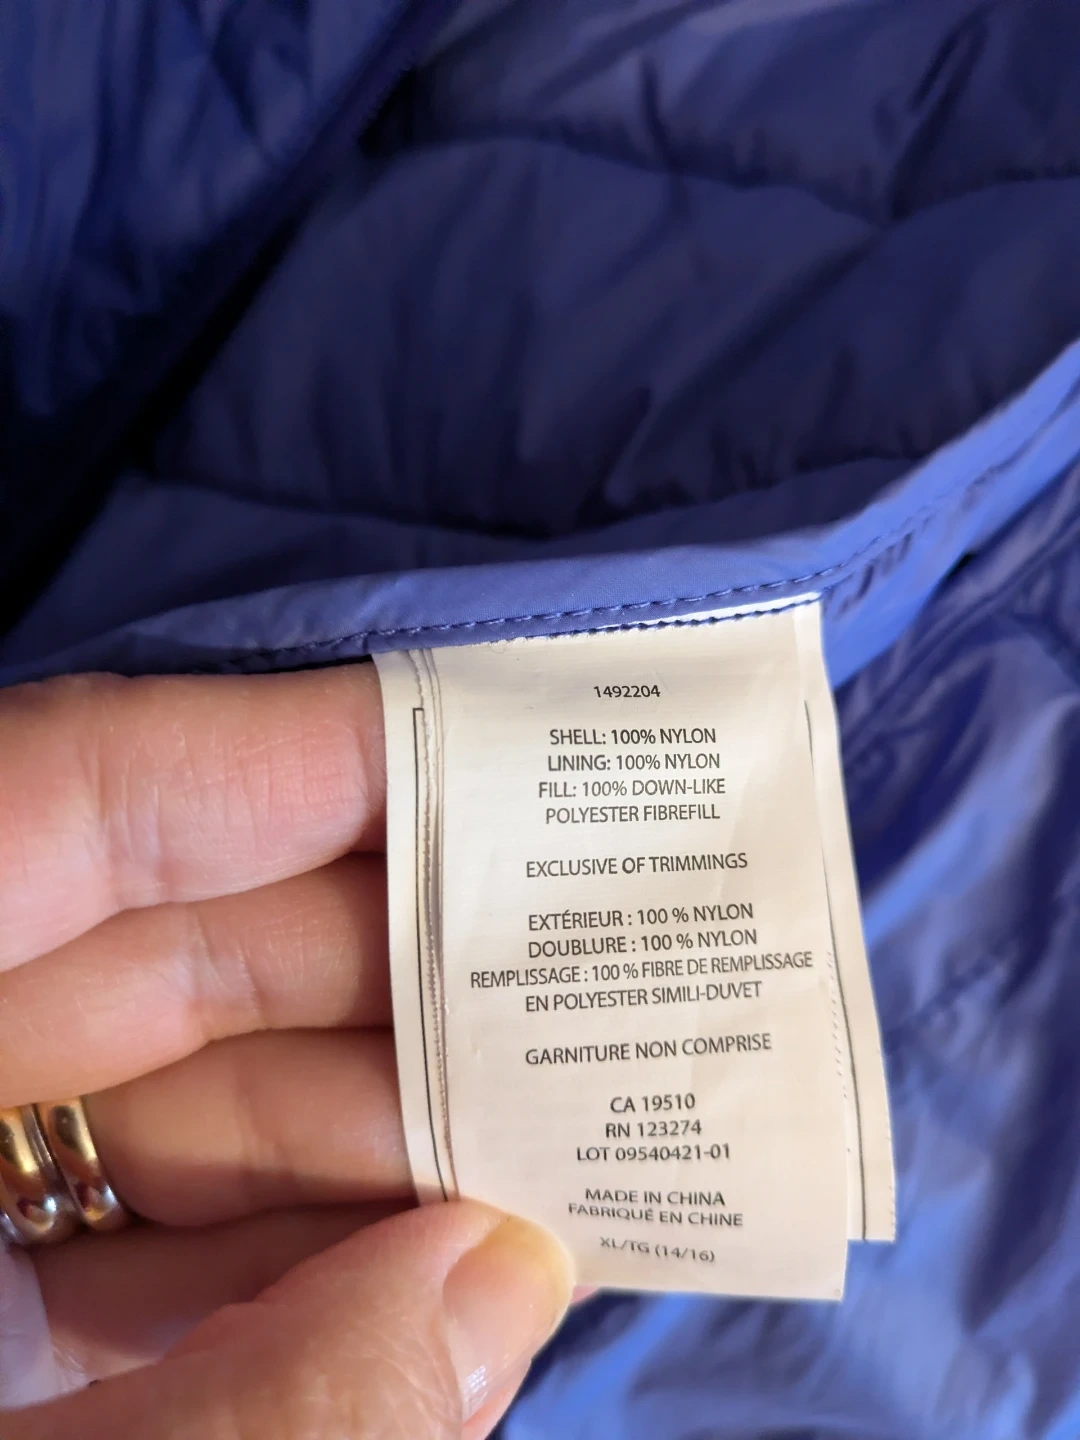 1492204
SHELL: 100% NYLON
LINING: 100% NYLON
FILL: 100% DOWN-LIKE
POLYESTER FIBREFILL
EXCLUSIVE OF TRIMMINGS
EXTÉRIEUR : 100 % NYLON
DOUBLURE : 100 % NYLON
REMPLISSAGE : 100 % FIBRE DE REMPLISSAGE
EN POLYESTER SIMILI-DUVET
GARNITURE NON COMPRISE
CA 19510
RN 123274
LOT 09540421-01
MADE IN CHINA
FABRIQUÉ EN CHINE
XL/TG (14/16)